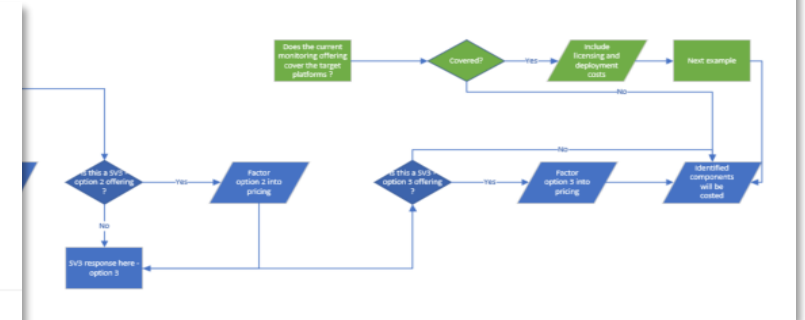 Does the current
monitoring offering
cover the target
platforms ?
Covered?
Yes
Include
licensing and
deployment
costs
Next example
No
Is this a SV3
option 2 offering
?
Yes
Factor
option 2 into
pricing
No
SV3 response here -
option 3
Is this a SV3
option 5 offering
?
No
Yes
Factor
option 5 into
pricing
Identified
components
will be
costed